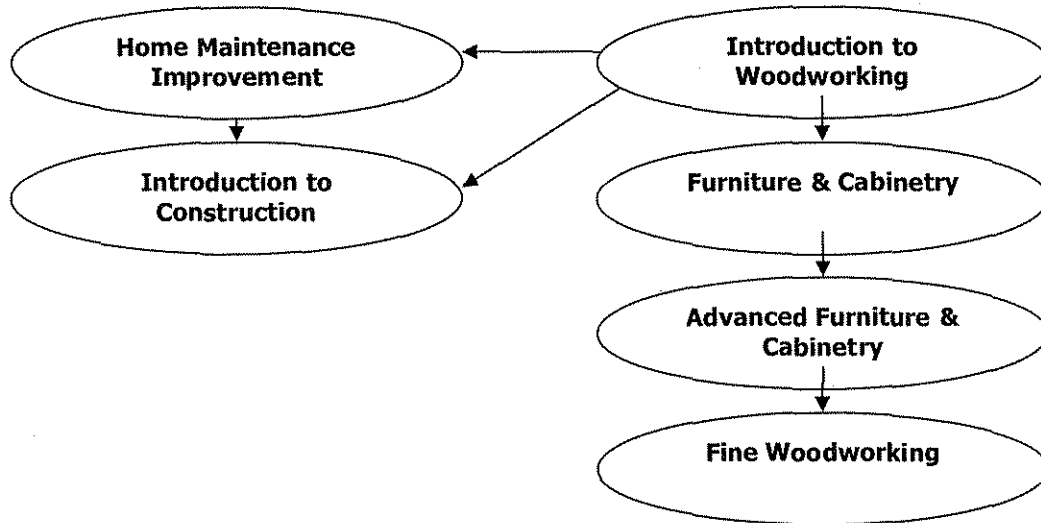 Home Maintenance
Improvement
Introduction to
Woodworking
Introduction to
Construction
Furniture & Cabinetry
Advanced Furniture &
Cabinetry
Fine Woodworking